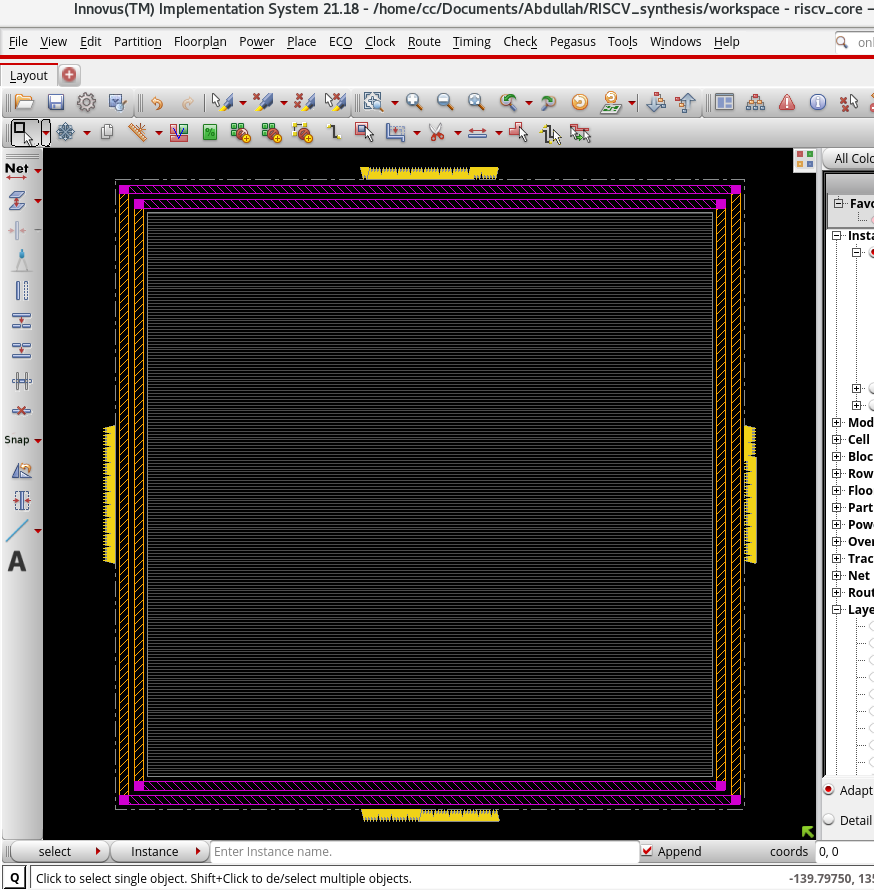 Innovus(TM) Implementation System 21.18 - /home/cc/Documents/Abdullah/RISCV_synthesis/workspace - riscv_core –
File View Edit Partition Floorplan Power Place ECO Clock Route Timing Check Pegasus Tools Windows Help onl
Layout
All Colo
Net
Favo
Insta
Snap
Mod
Cell
Bloc
Row
Floo
Part
Pow
Over
Trac
Net
Rout
Laye
A
Adapt
Detail
select Instance Enter Instance name. Append coords 0, 0
Q Click to select single object. Shift+Click to de/select multiple objects. -139.79750, 135